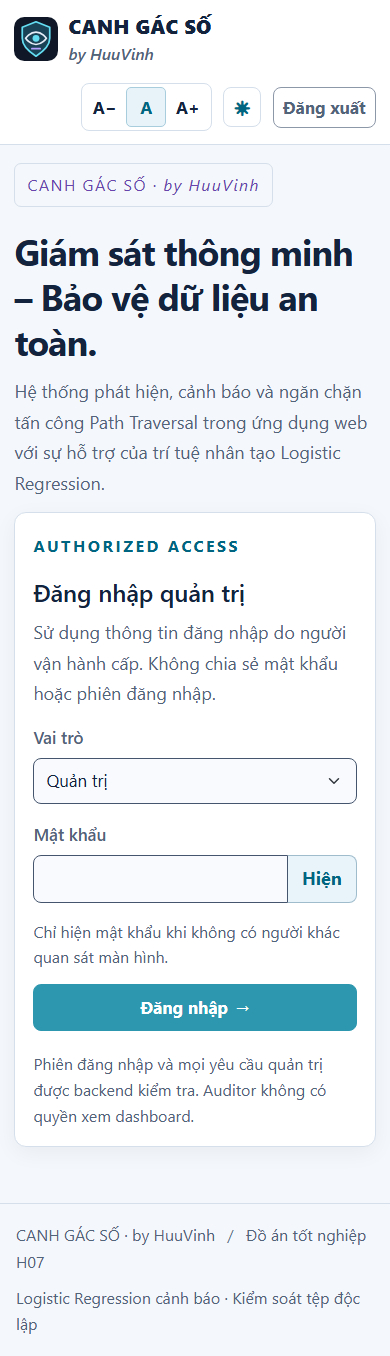 CANH GÁC SỐ
by HuuVinh
A− A A+ Đăng xuất
CANH GÁC SỐ · by HuuVinh
Giám sát thông minh
– Bảo vệ dữ liệu an
toàn.
Hệ thống phát hiện, cảnh báo và ngăn chặn
tấn công Path Traversal trong ứng dụng web
với sự hỗ trợ của trí tuệ nhân tạo Logistic
Regression.
AUTHORIZED ACCESS
Đăng nhập quản trị
Sử dụng thông tin đăng nhập do người
vận hành cấp. Không chia sẻ mật khẩu
hoặc phiên đăng nhập.
Vai trò
Quản trị
Mật khẩu
Hiện
Chỉ hiện mật khẩu khi không có người khác
quan sát màn hình.
Đăng nhập →
Phiên đăng nhập và mọi yêu cầu quản trị
được backend kiểm tra. Auditor không có
quyền xem dashboard.
CANH GÁC SỐ · by HuuVinh / Đồ án tốt nghiệp
H07
Logistic Regression cảnh báo · Kiểm soát tệp độc
lập